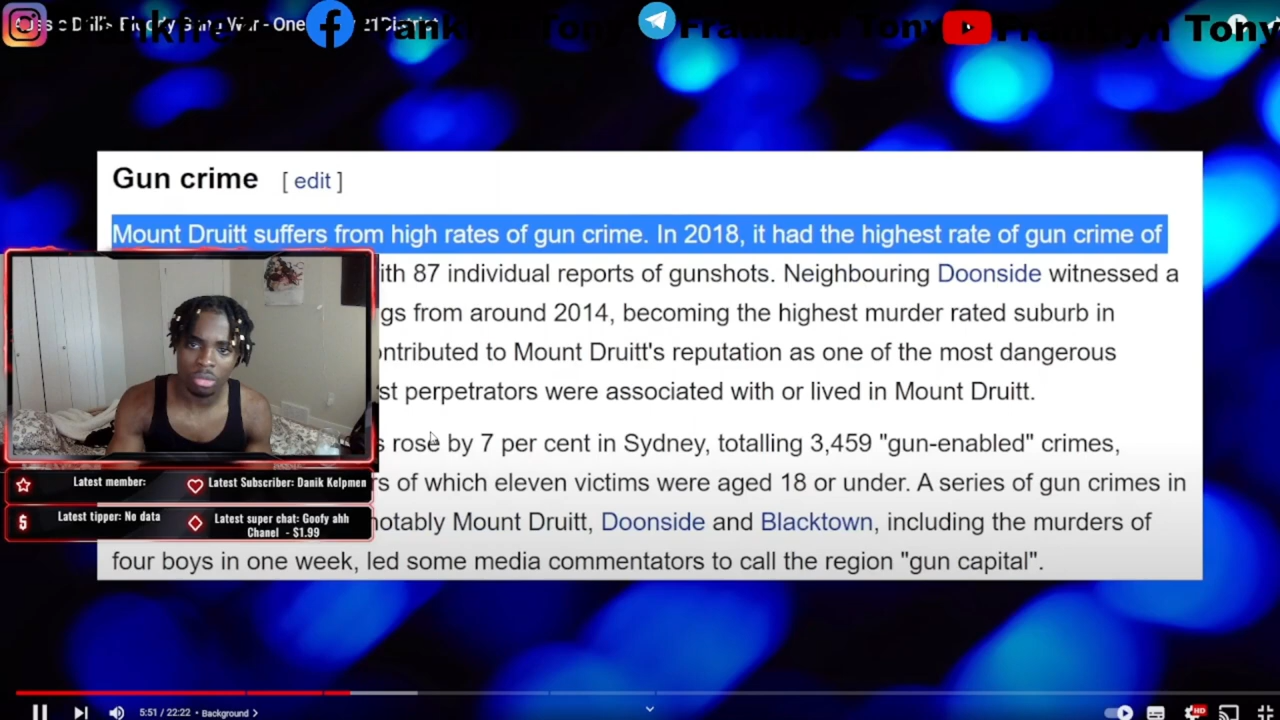 Drill's Bloody Gang War - One
21District
Franklyn Tony
Gun crime [ edit ]
Mount Druitt suffers from high rates of gun crime. In 2018, it had the highest rate of gun crime of
87 individual reports of gunshots. Neighbouring Doonside witnessed a
from around 2014, becoming the highest murder rated suburb in
to Mount Druitt's reputation as one of the most dangerous
perpetrators were associated with or lived in Mount Druitt.
rose by 7 per cent in Sydney, totalling 3,459 "gun-enabled" crimes,
of which eleven victims were aged 18 or under. A series of gun crimes in
notably Mount Druitt, Doonside and Blacktown, including the murders of
four boys in one week, led some media commentators to call the region "gun capital".
Latest member:
Latest Subscriber: Danik Kelpmen
Latest tipper: No data
Latest super chat: Goofy ahh
Chanel - $1.99
5:51 / 22:22 • Background >
HD